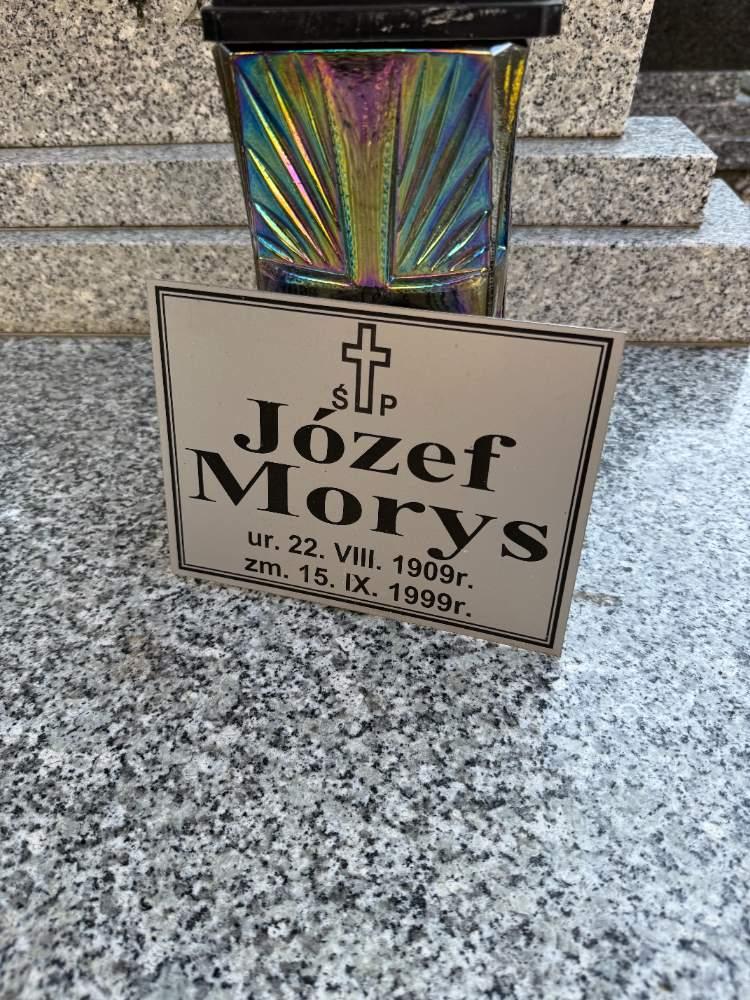 Ś P
Józef
Morys
ur. 22. VIII. 1909r.
zm. 15. IX. 1999r.